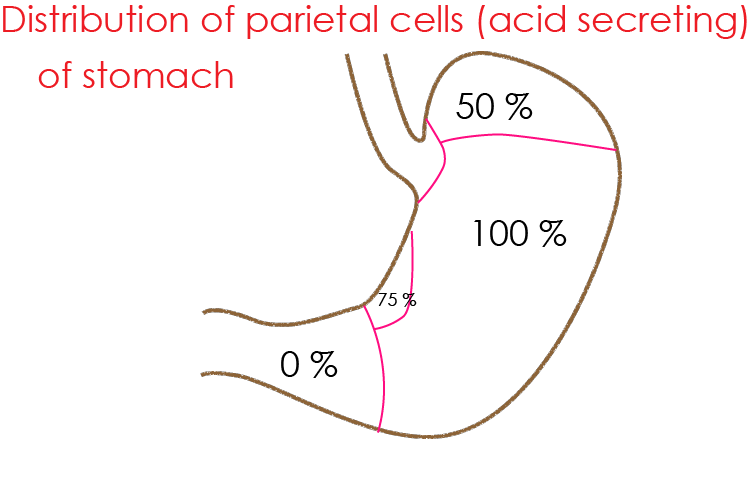 Distribution of parietal cells (acid secreting)
of stomach
50 %
100 %
75 %
0 %